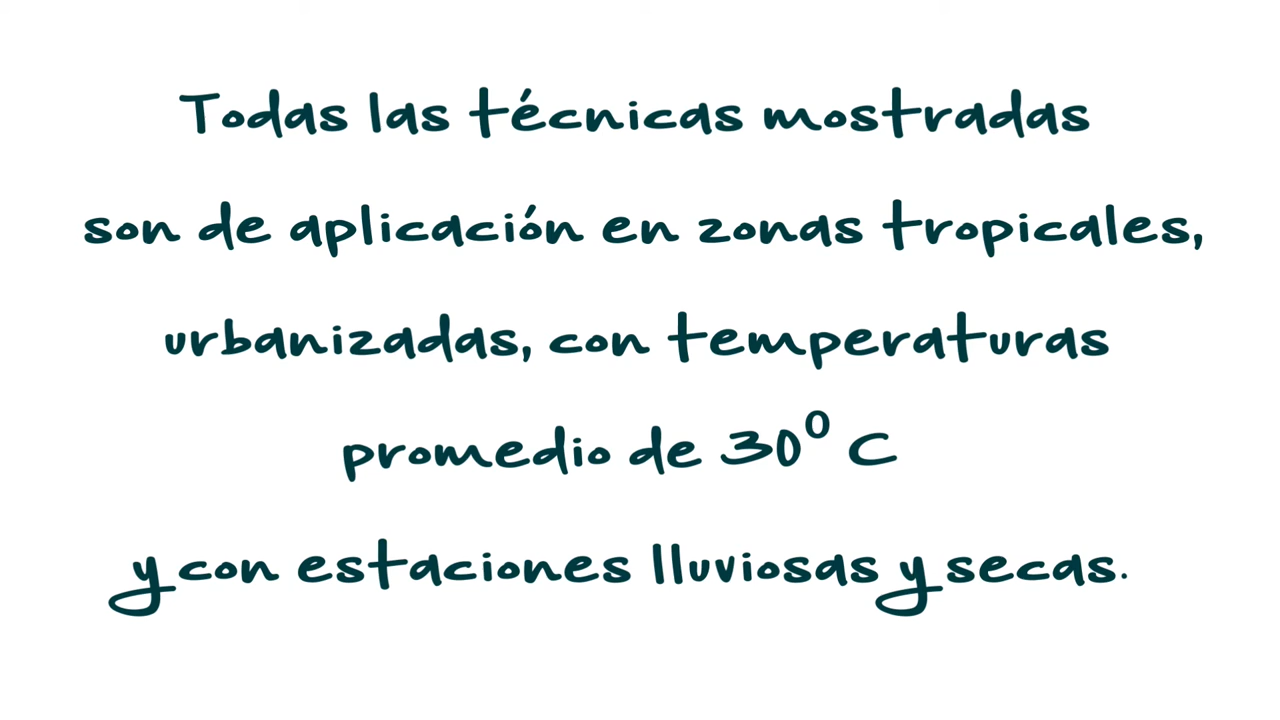 Todas las técnicas mostradas
son de aplicación en zonas tropicales,
urbanizadas, con temperaturas
promedio de 30º C
y con estaciones lluviosas y secas.